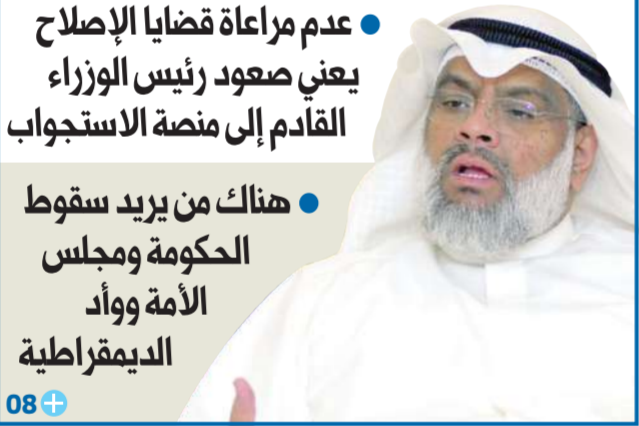 ● عدم مراعاة قضايا الإصلاح
يعني صعود رئيس الوزراء
القادم إلى منصة الاستجواب
● هناك من يريد سقوط
الحكومة ومجلس
الأمة ووأد
الديمقراطية
08